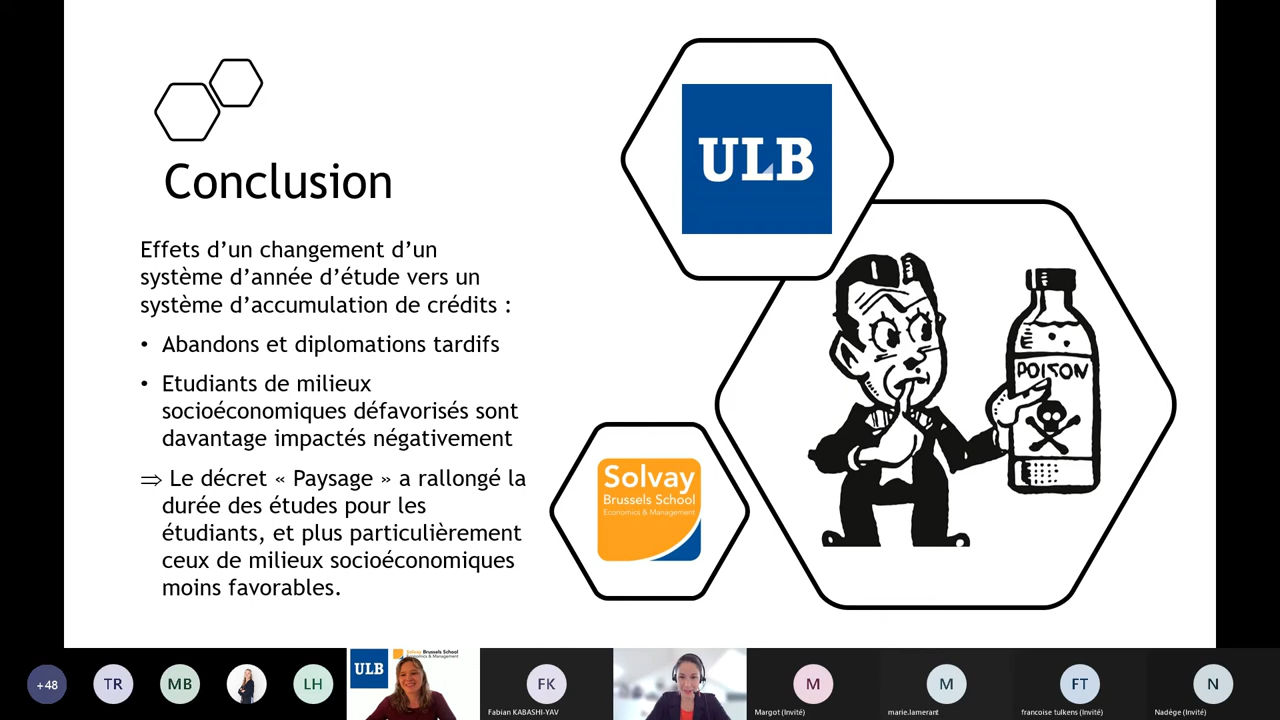 Conclusion
Effets d’un changement d’un
système d’année d’étude vers un
système d’accumulation de crédits :
• Abandons et diplomations tardifs
• Etudiants de milieux
socioéconomiques défavorisés sont
davantage impactés négativement
⇒ Le décret « Paysage » a rallongé la
durée des études pour les
étudiants, et plus particulièrement
ceux de milieux socioéconomiques
moins favorables.
ULB
POISON
Solvay
Brussels School
Economics & Management
+48
TR
MB
LH
ULB
Solvay Brussels School
Economics & Management
FK
Fabian KABASHI-YAV
M
Margot (Invité)
M
marie.lamerant
FT
francoise tulkens (Invité)
N
Nadège (Invité)